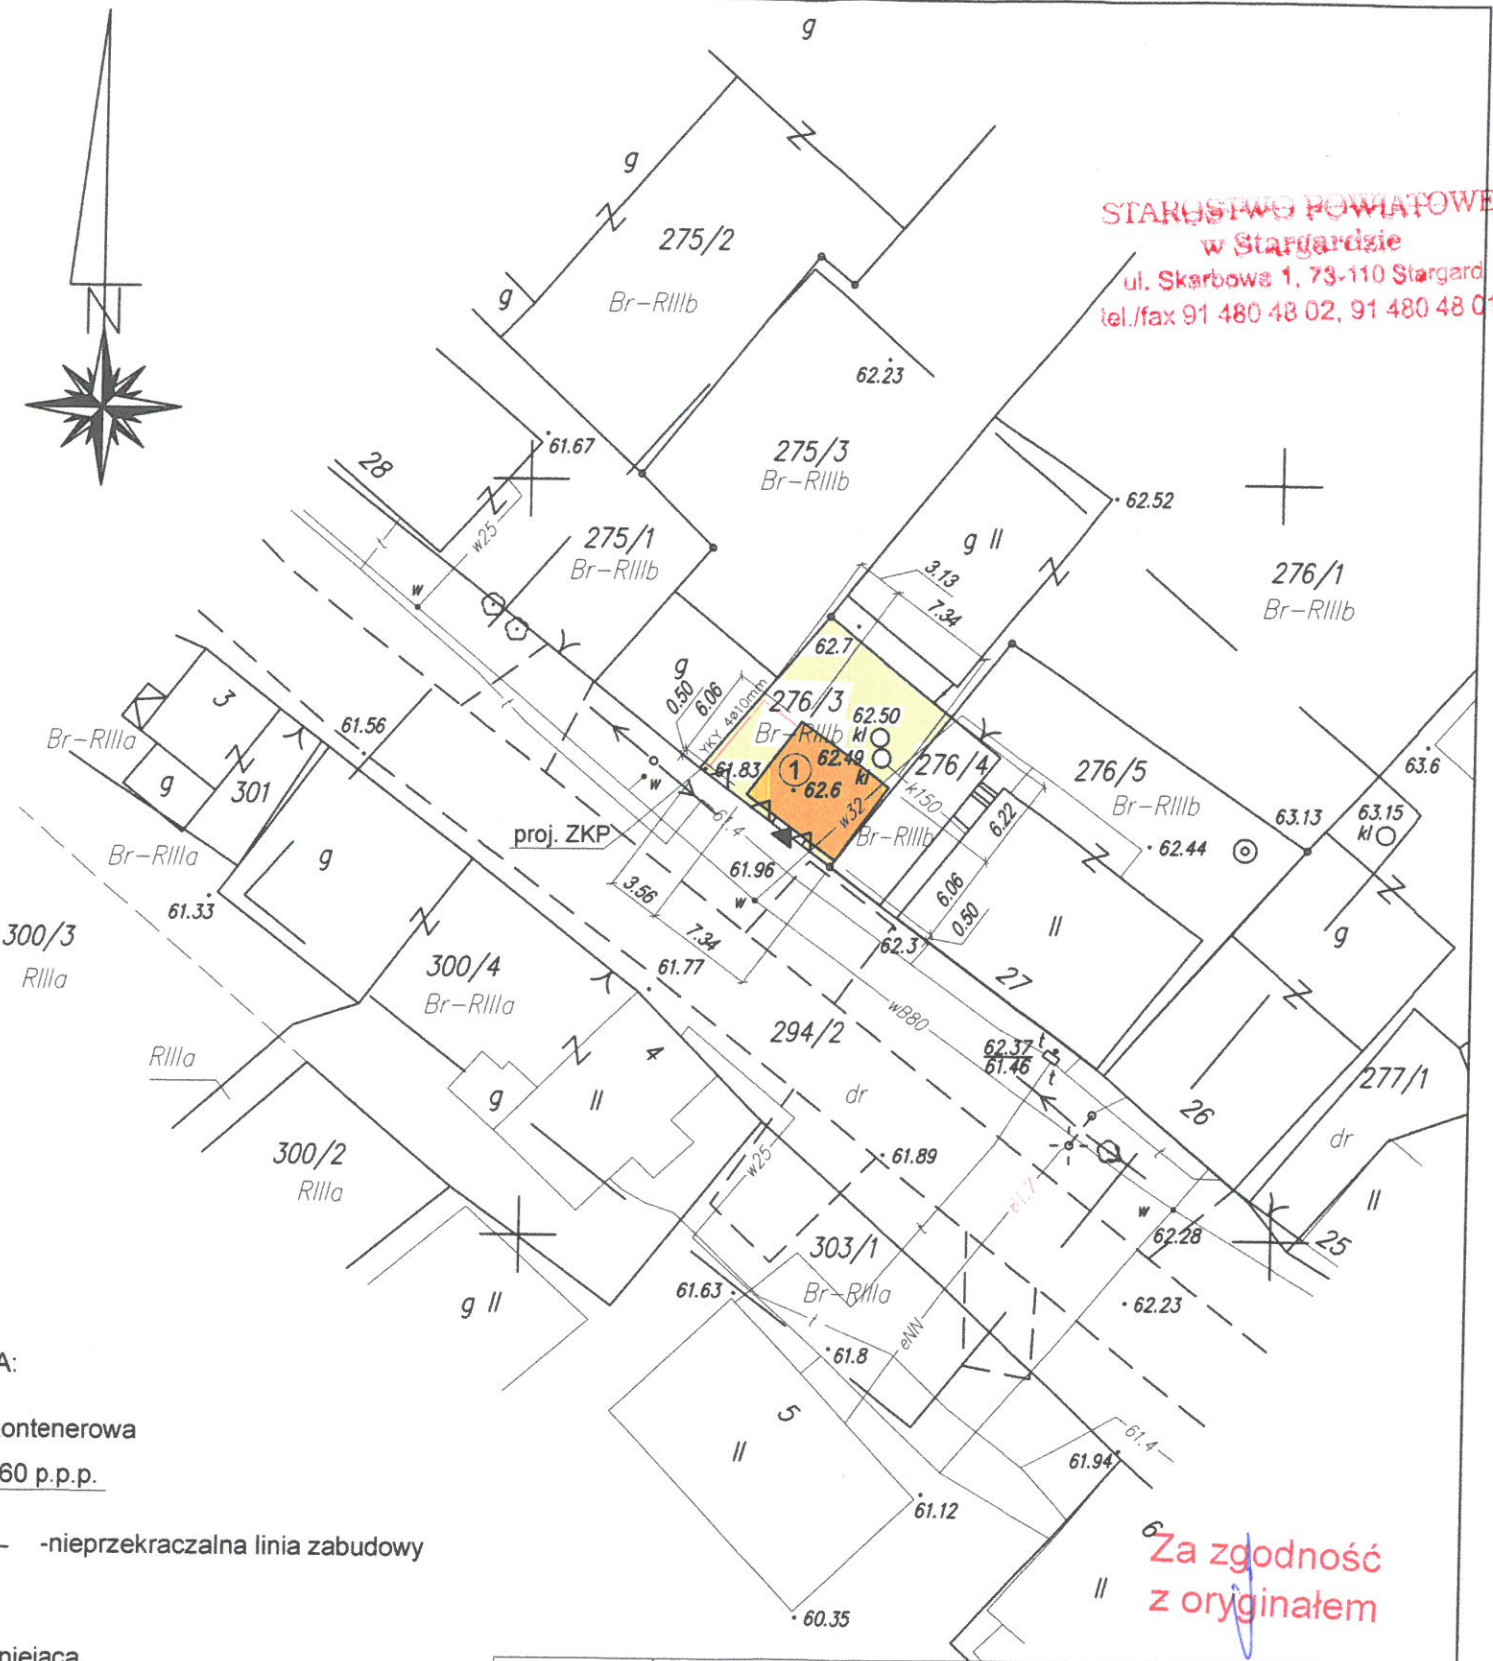 g
STAROSTWO POWIATOWE
w Stargardzie
ul. Skarbowa 1, 73-110 Stargard
tel./fax 91 480 48 02, 91 480 48 01
g
275/2
Br-RIIIb
g
N
62.23
61.67
275/3
Br-RIIIb
28
62.52
w25
275/1
Br-RIIIb
g II
276/1
Br-RIIIb
w
3.13
7.34
62.7
g
0.50
6.06
YKY 4ø10mm
276/3
Br-RIIIb
62.50
kl
3
61.56
Br-RIIIa
62.49
kl
61.83
1
62.6
276/4
276/5
Br-RIIIb
63.6
w
g
301
k150
6.22
63.13
63.15
kl
proj. ZKP
61.4
w32
Br-RIIIb
62.44
Br-RIIIa
g
61.96
3.56
w
6.06
0.50
61.33
II
g
300/3
RIIIa
7.34
62.3
300/4
Br-RIIIa
61.77
27
wB80
294/2
62.37
61.46
t
t
RIIIa
4
277/1
g
II
dr
26
dr
300/2
RIIIa
w25
61.89
61.7
II
w
62.28
25
303/1
Br-RIIIa
g II
61.63
62.23
eNN
61.8
A:
5
II
kontenerowa
61.4
61.94
60 p.p.p.
61.12
6
- -nieprzekraczalna linia zabudowy
Za zgodność
z oryginałem
II
60.35
niejąca